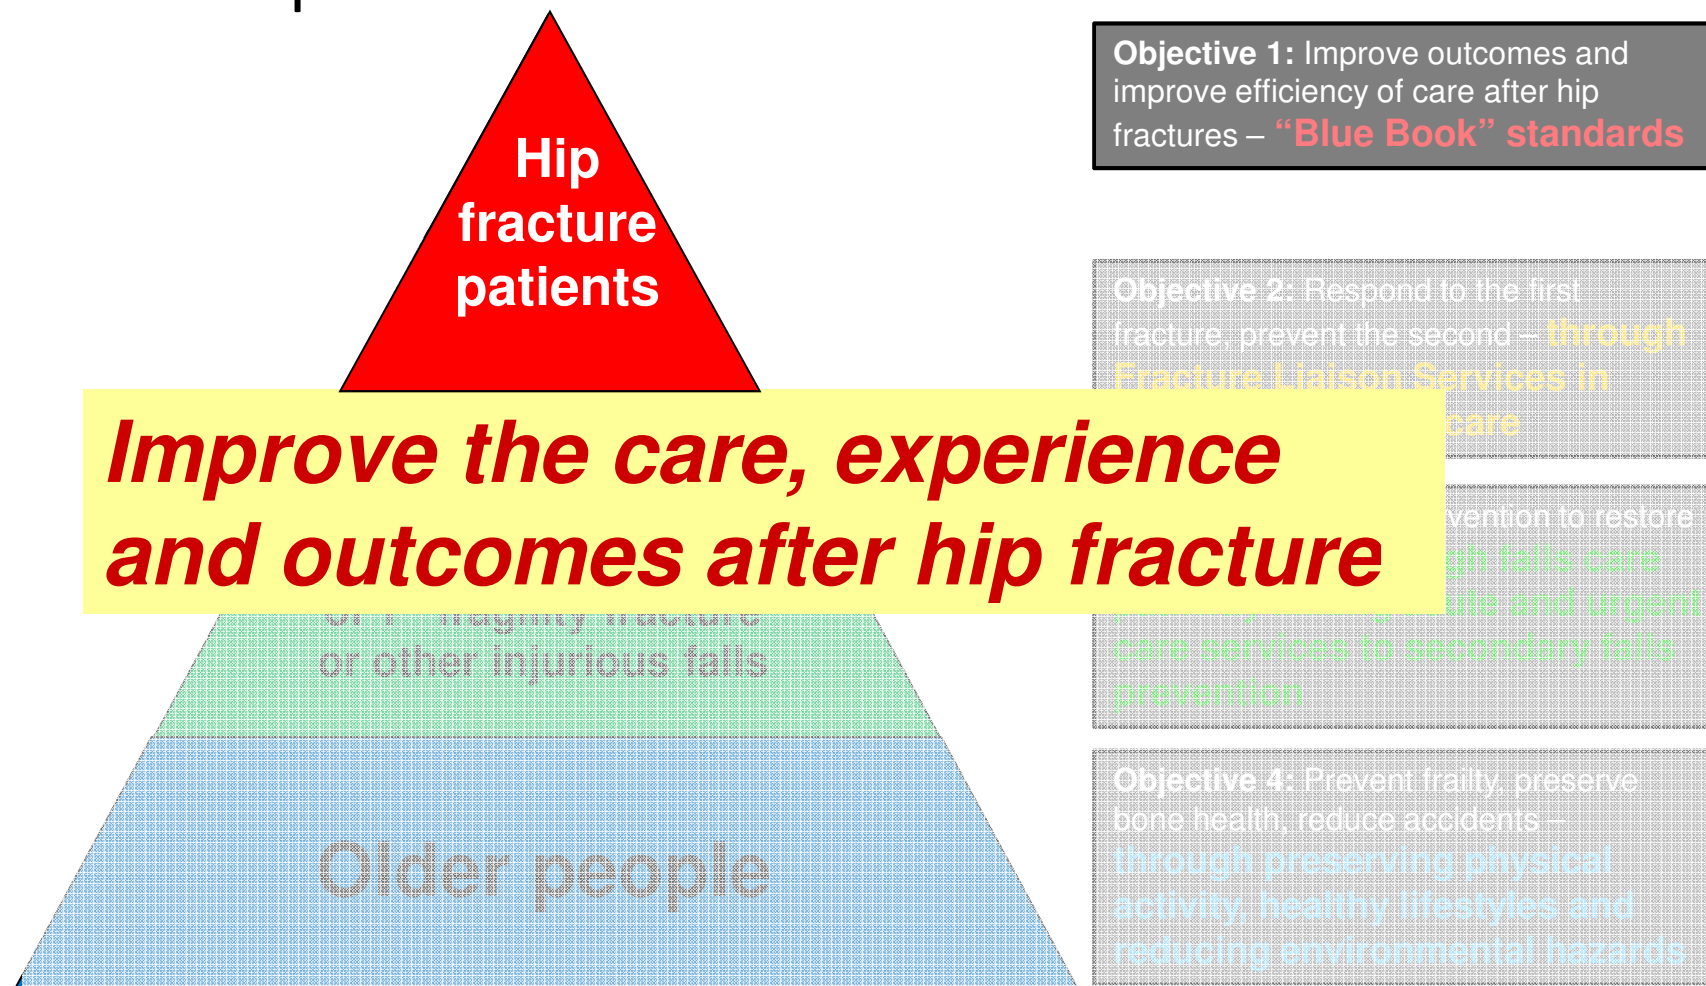 Hip
fracture
patients
Improve the care, experience
and outcomes after hip fracture
or other injurious falls
Older people
Objective 1: Improve outcomes and
improve efficiency of care after hip
fractures – “Blue Book” standards
Objective 2: Respond to the first
fracture, prevent the second – through
Fracture Liaison Services in
care
vention to restore
gh falls care
and urgent
care services to secondary falls
prevention
Objective 4: Prevent frailty, preserve
bone health, reduce accidents –
through preserving physical
activity, healthy lifestyles and
reducing environmental hazards